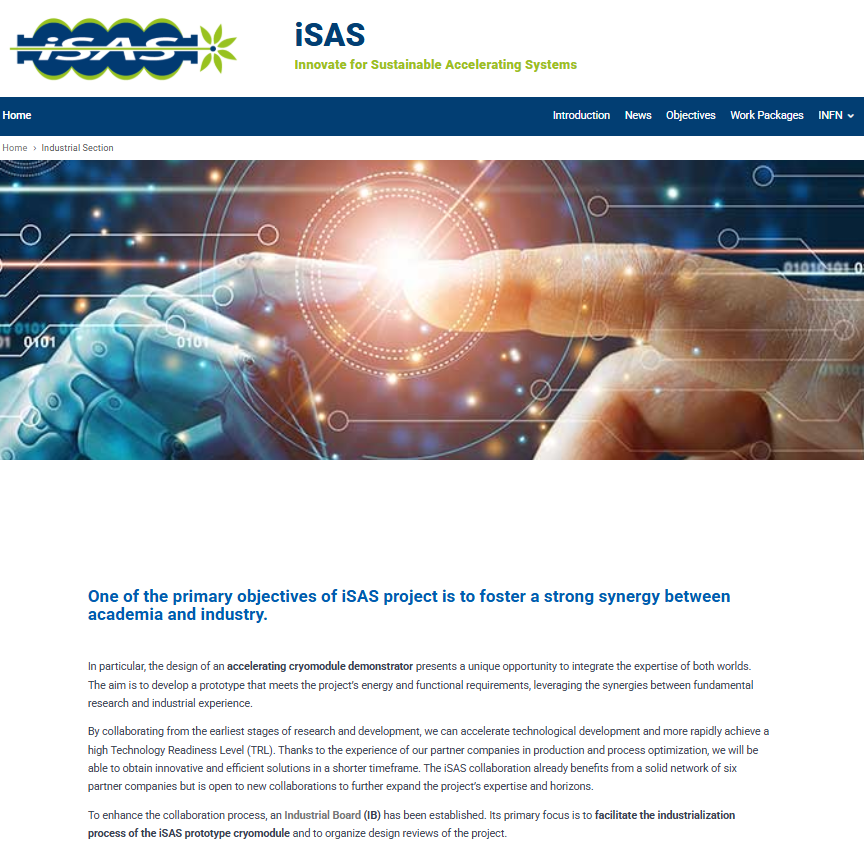 iSAS
iSAS
Innovate for Sustainable Accelerating Systems
Home
Introduction News Objectives Work Packages INFN
Home › Industrial Section
01010101 0
0 0101
01 0101
0101
01010
One of the primary objectives of iSAS project is to foster a strong synergy between
academia and industry.
In particular, the design of an accelerating cryomodule demonstrator presents a unique opportunity to integrate the expertise of both worlds.
The aim is to develop a prototype that meets the project's energy and functional requirements, leveraging the synergies between fundamental
research and industrial experience.
By collaborating from the earliest stages of research and development, we can accelerate technological development and more rapidly achieve a
high Technology Readiness Level (TRL). Thanks to the experience of our partner companies in production and process optimization, we will be
able to obtain innovative and efficient solutions in a shorter timeframe. The iSAS collaboration already benefits from a solid network of six
partner companies but is open to new collaborations to further expand the project's expertise and horizons.
To enhance the collaboration process, an Industrial Board (IB) has been established. Its primary focus is to facilitate the industrialization
process of the iSAS prototype cryomodule and to organize design reviews of the project.